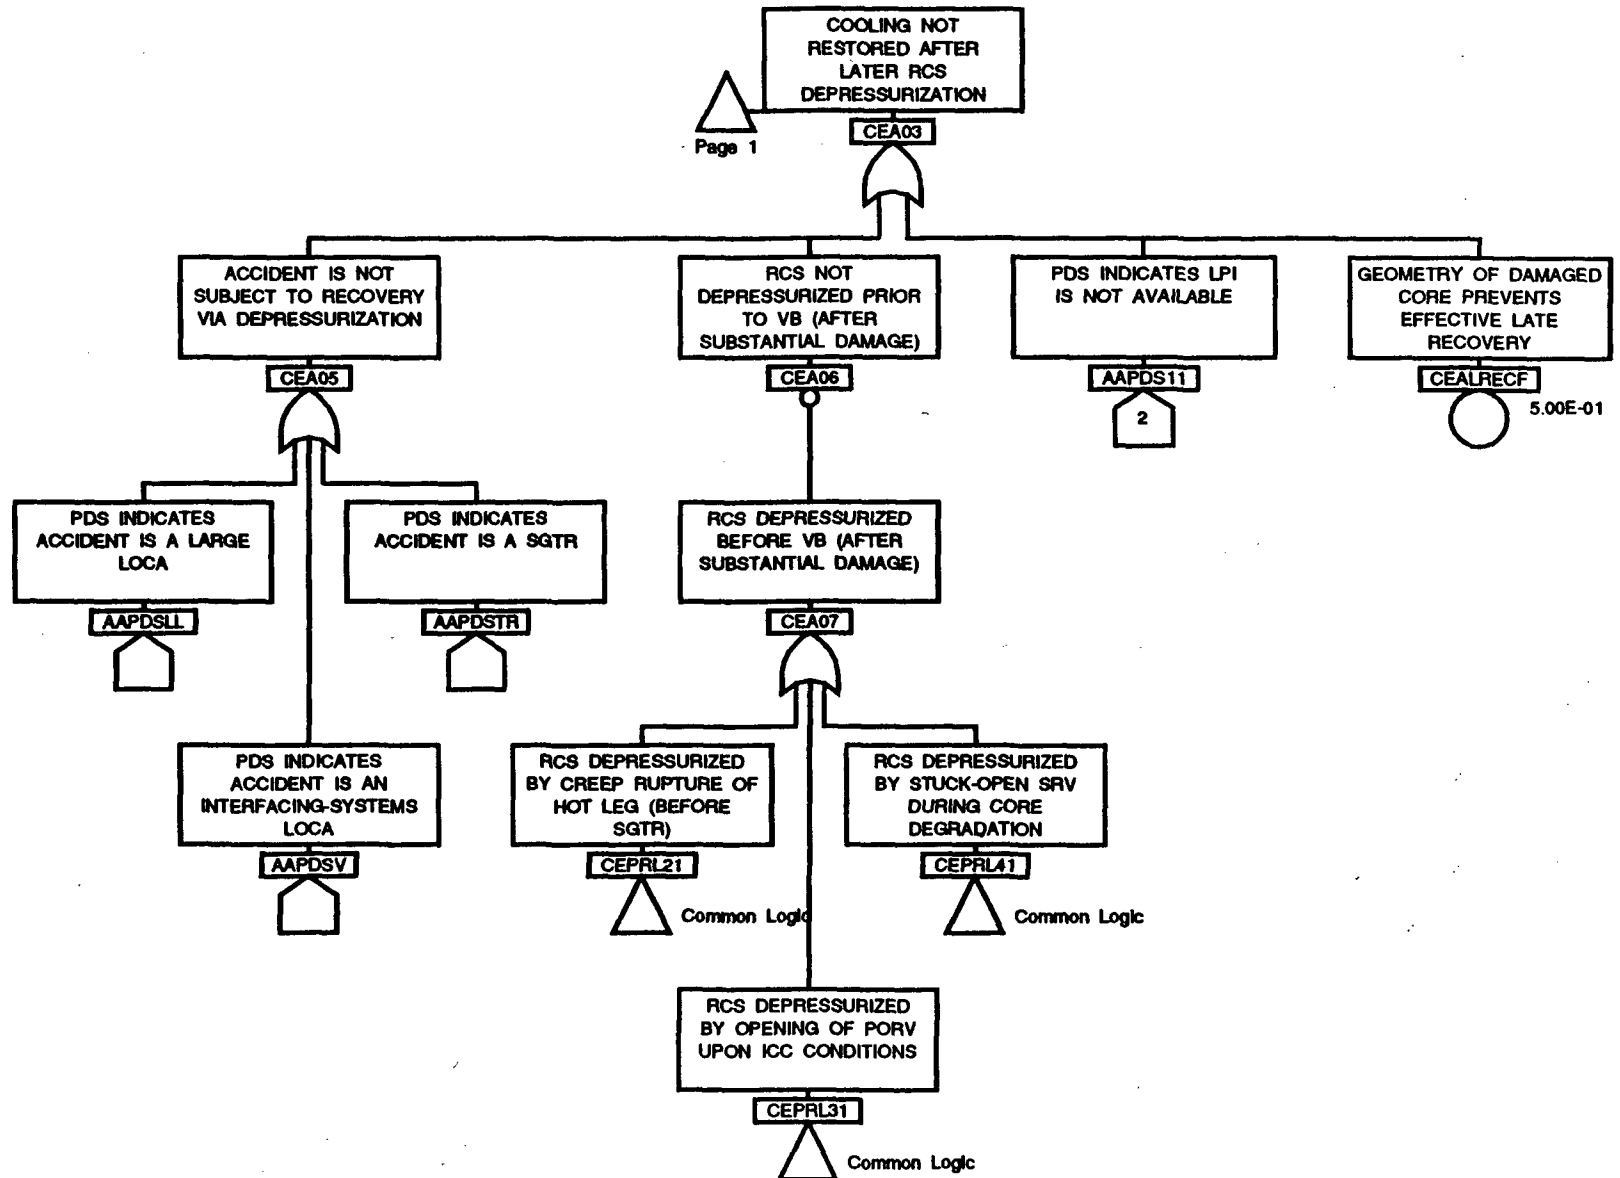 COOLING NOT
RESTORED AFTER
LATER RCS
DEPRESSURIZATION
CEA03
Page 1
ACCIDENT IS NOT
SUBJECT TO RECOVERY
VIA DEPRESSURIZATION
CEA05
RCS NOT
DEPRESSURIZED PRIOR
TO VB (AFTER
SUBSTANTIAL DAMAGE)
CEA06
PDS INDICATES LPI
IS NOT AVAILABLE
AAPDS11
2
GEOMETRY OF DAMAGED
CORE PREVENTS
EFFECTIVE LATE
RECOVERY
CEALRECF
5.00E-01
PDS INDICATES
ACCIDENT IS A LARGE
LOCA
AAPDSLL
PDS INDICATES
ACCIDENT IS A SGTR
AAPDSTR
RCS DEPRESSURIZED
BEFORE VB (AFTER
SUBSTANTIAL DAMAGE)
CEA07
PDS INDICATES
ACCIDENT IS AN
INTERFACING-SYSTEMS
LOCA
AAPDSV
RCS DEPRESSURIZED
BY CREEP RUPTURE OF
HOT LEG (BEFORE
SGTR)
CEPRL21
Common Logic
RCS DEPRESSURIZED
BY STUCK-OPEN SRV
DURING CORE
DEGRADATION
CEPRL41
Common Logic
RCS DEPRESSURIZED
BY OPENING OF PORV
UPON ICC CONDITIONS
CEPRL31
Common Logic